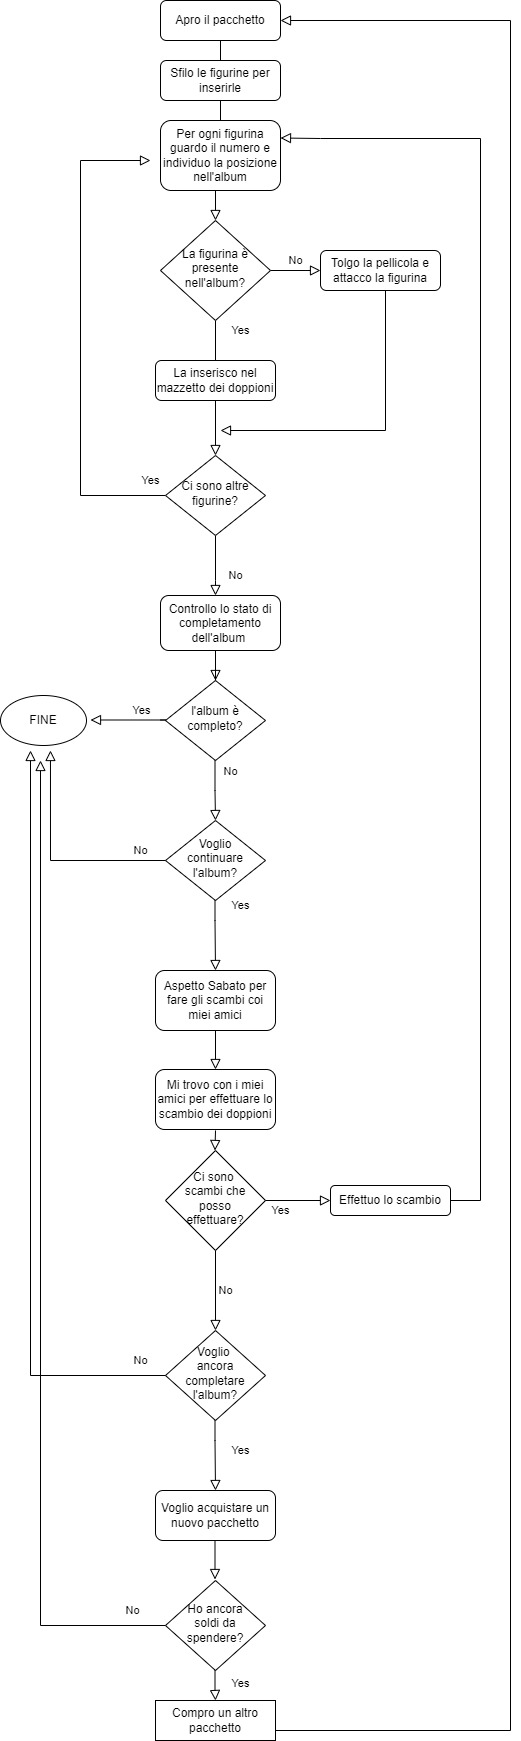 Apro il pacchetto
Sfilo le figurine per
inserirle
Per ogni figurina
guardo il numero e
individuo la posizione
nell'album
La figurina è
presente
nell'album?
No
Tolgo la pellicola e
attacco la figurina
Yes
La inserisco nel
mazzetto dei doppioni
Ci sono altre
figurine?
Yes
No
Controllo lo stato di
completamento
dell'album
l'album è
completo?
Yes
FINE
No
Voglio
continuare
l'album?
No
Yes
Aspetto Sabato per
fare gli scambi coi
miei amici
Mi trovo con i miei
amici per effettuare lo
scambio dei doppioni
Ci sono
scambi che
posso
effettuare?
Yes
Effettuo lo scambio
No
Voglio
ancora
completare
l'album?
No
Yes
Voglio acquistare un
nuovo pacchetto
Ho ancora
soldi da
spendere?
No
Yes
Compro un altro
pacchetto